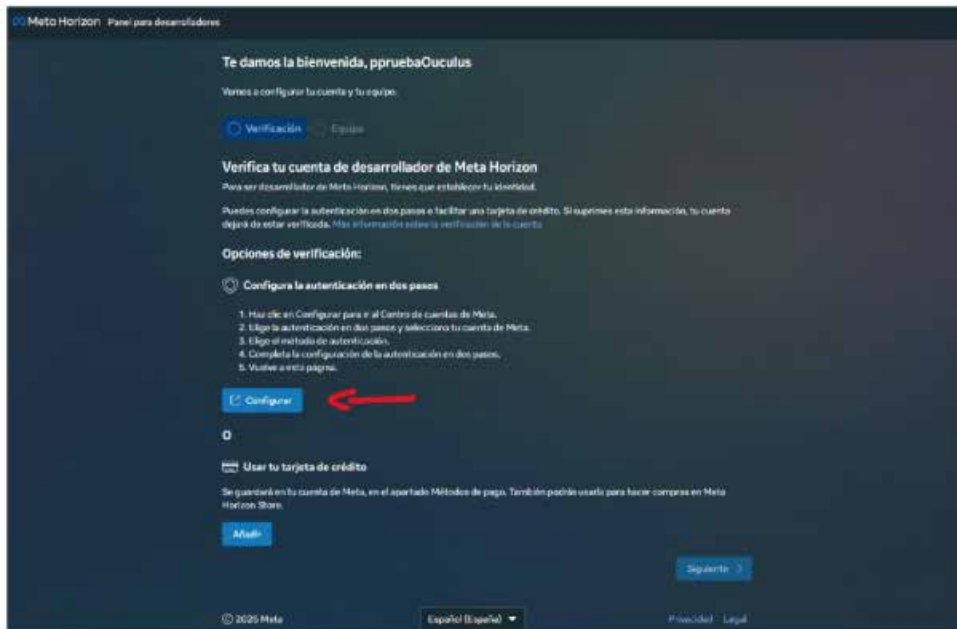 Meta Horizon Panel para desarrolladores
Te damos la bienvenida, ppruebaOuculus
Vamos a configurar tu cuenta y tu equipo.
Verificación Equipo
Verifica tu cuenta de desarrollador de Meta Horizon
Para ser desarrollador de Meta Horizon, tienes que establecer tu identidad.
Puedes configurar la autenticación en dos pasos o facilitar una tarjeta de crédito. Si suprimes esta información, tu cuenta
dejará de estar verificada. Más información sobre la verificación de la cuenta
Opciones de verificación:
Configura la autenticación en dos pasos
1. Haz clic en Configurar para ir al Centro de cuentas de Meta.
2. Elige la autenticación en dos pasos y selecciona tu cuenta de Meta.
3. Elige el método de autenticación.
4. Completa la configuración de la autenticación en dos pasos.
5. Vuelve a esta página.
Configurar
O
Usar tu tarjeta de crédito
Se guardará en tu cuenta de Meta, en el apartado Métodos de pago. También podrás usarla para hacer compras en Meta
Horizon Store.
Añadir
Siguiente
© 2025 Meta Español (España) Privacidad Legal